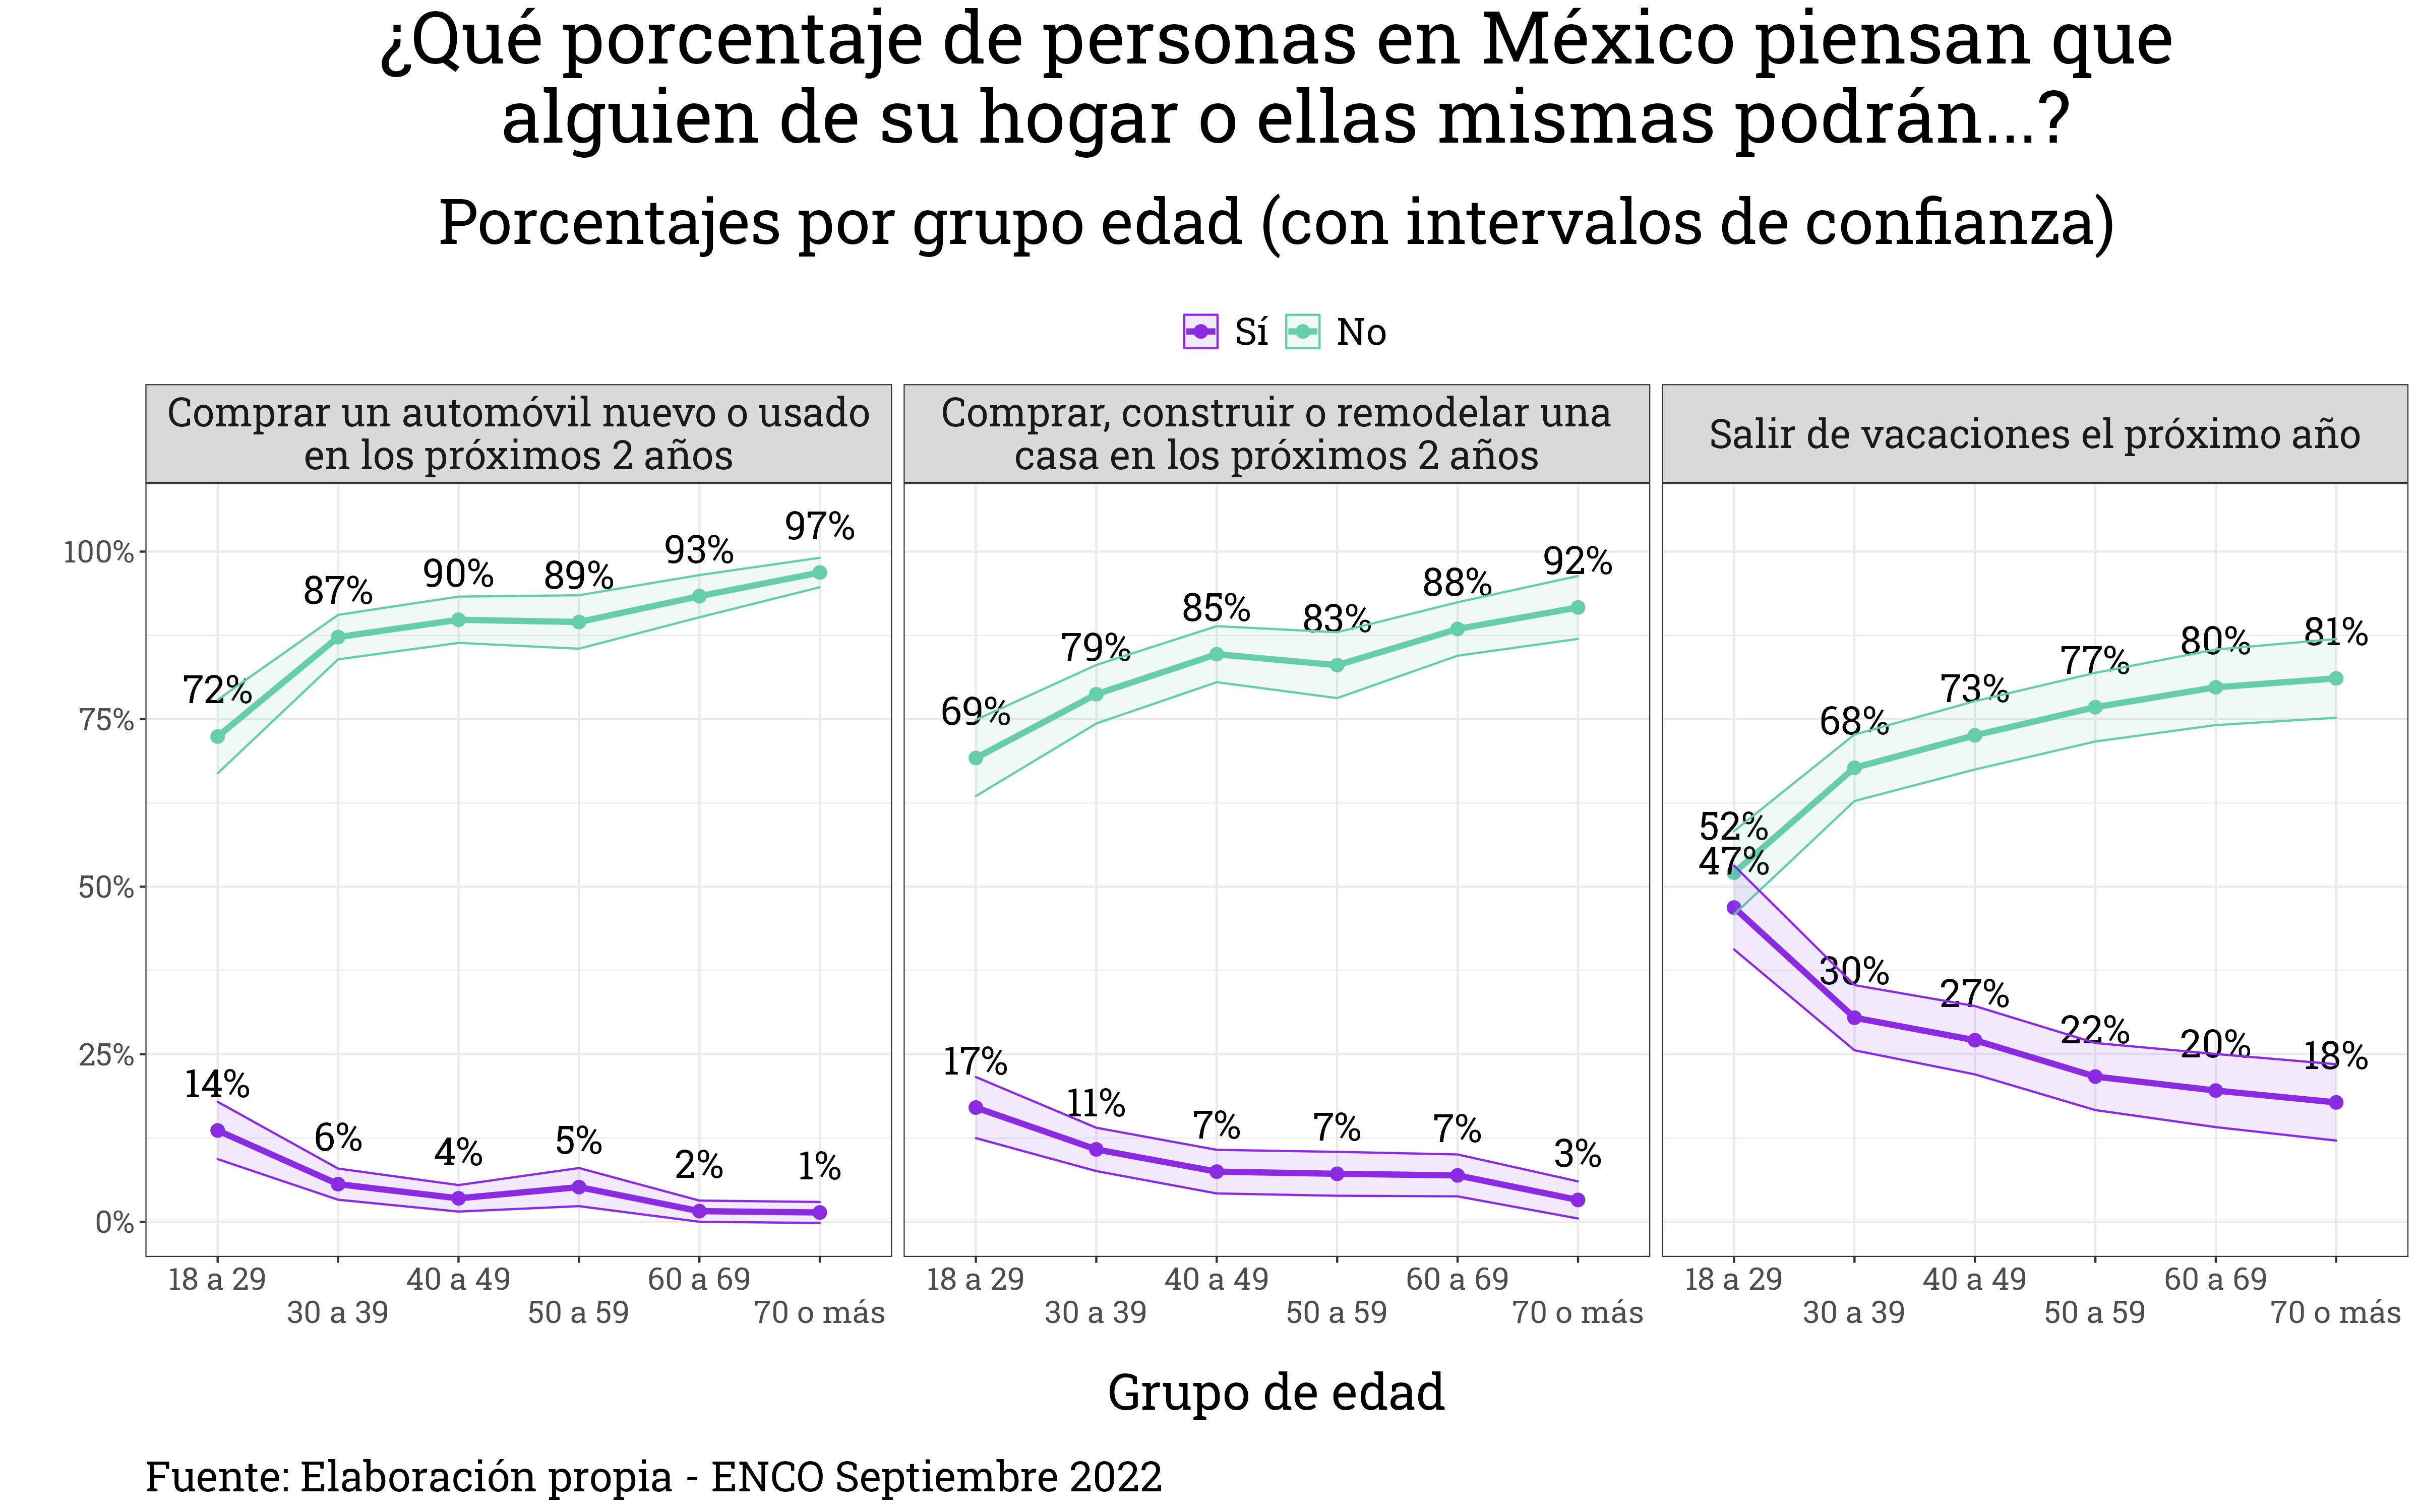 ¿Qué porcentaje de personas en México piensan que
alguien de su hogar o ellas mismas podrán...?
Porcentajes por grupo edad (con intervalos de confianza)
Sí No
Comprar un automóvil nuevo o usado
en los próximos 2 años
Comprar, construir o remodelar una
casa en los próximos 2 años
Salir de vacaciones el próximo año
100%
75%
50%
25%
0%
72%
87%
90%
89%
93%
97%
14%
6%
4%
5%
2%
1%
69%
79%
85%
83%
88%
92%
17%
11%
7%
7%
7%
3%
52%
68%
73%
77%
80%
81%
47%
30%
27%
22%
20%
18%
18 a 29
30 a 39
40 a 49
50 a 59
60 a 69
70 o más
18 a 29
30 a 39
40 a 49
50 a 59
60 a 69
70 o más
18 a 29
30 a 39
40 a 49
50 a 59
60 a 69
70 o más
Grupo de edad
Fuente: Elaboración propia - ENCO Septiembre 2022